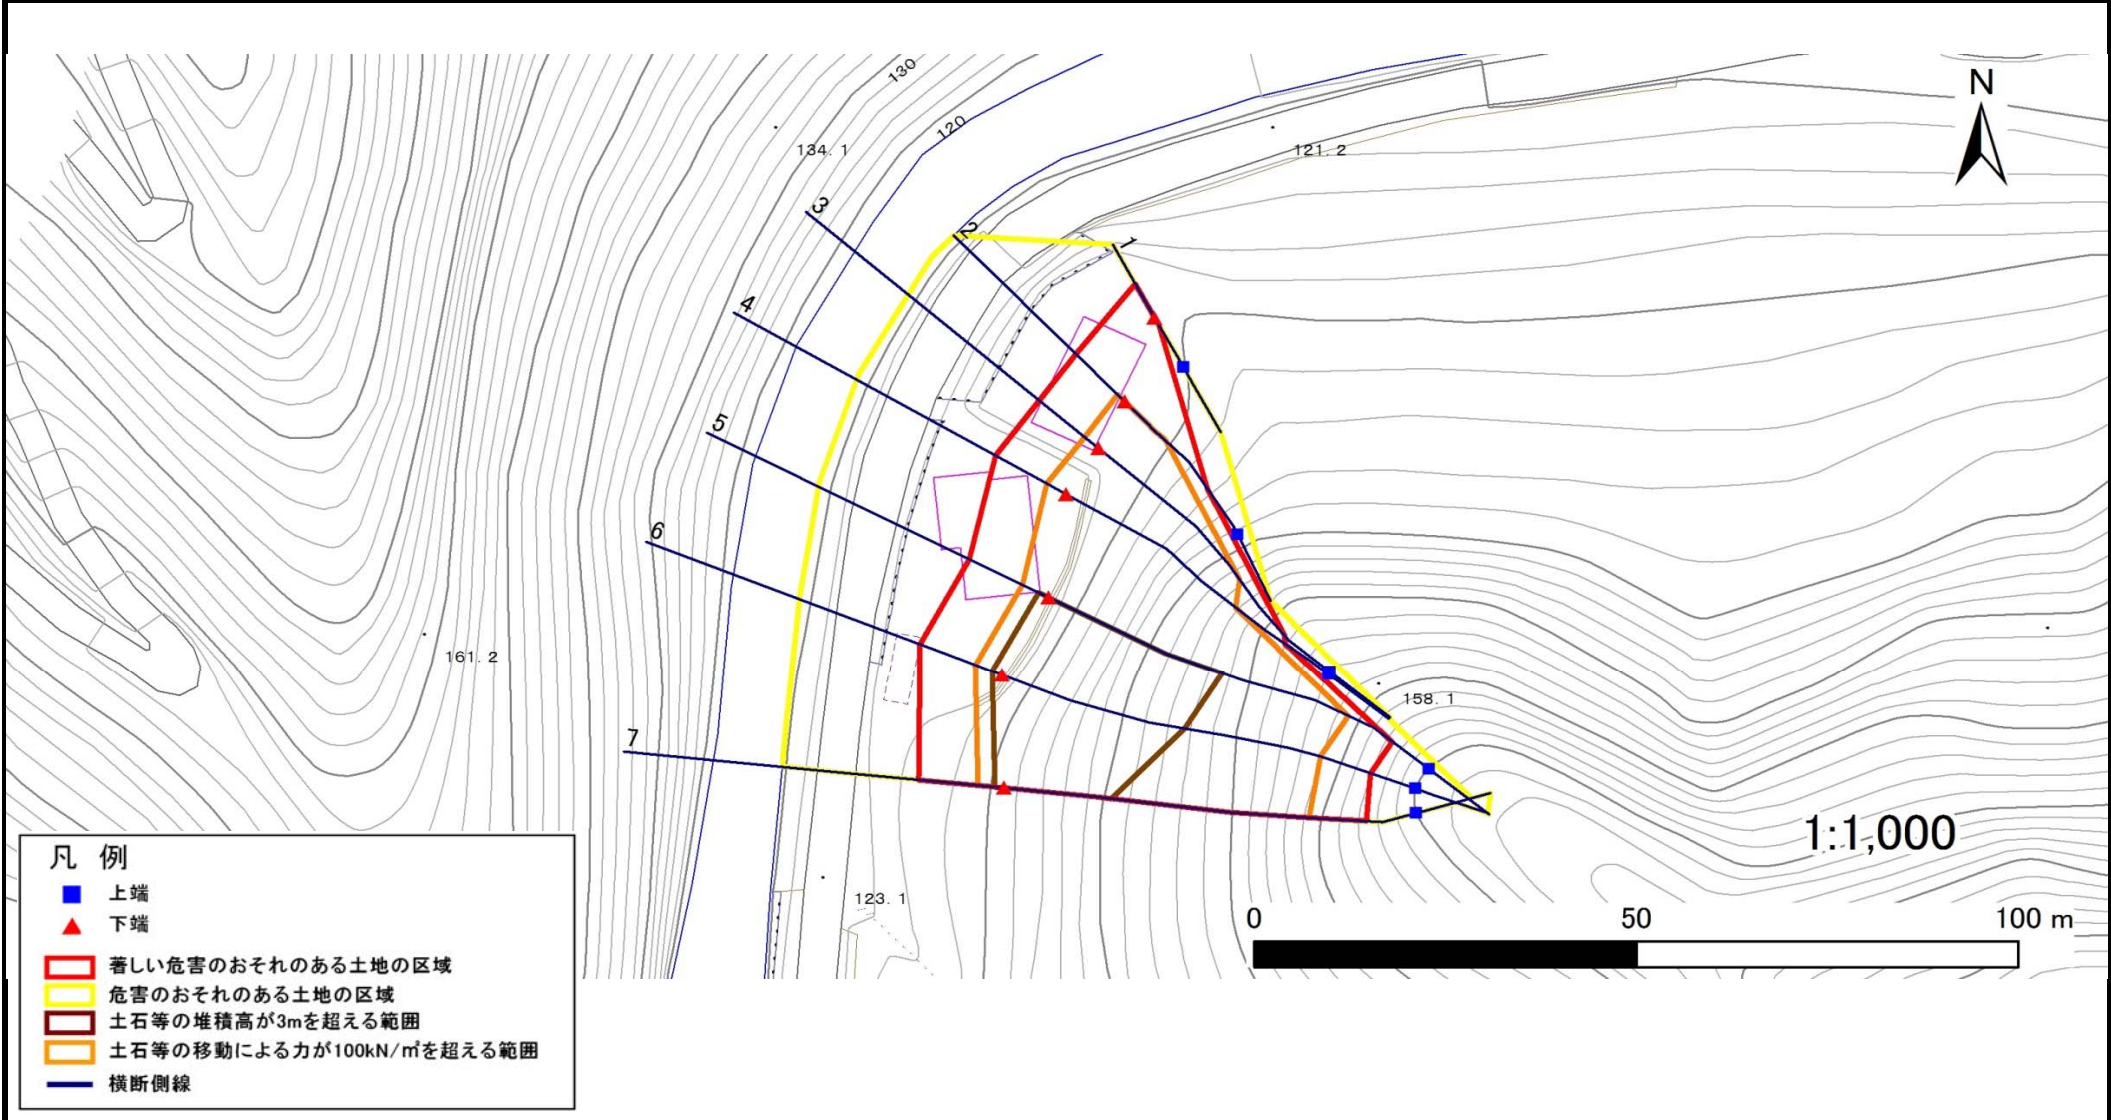 N
130
120
134. 1
121. 2
3
2
1
4
5
6
161. 2
158. 1
7
1:1,000
123. 1
0 50 100 m
凡 例
上端
下端
著しい危害のおそれのある土地の区域
危害のおそれのある土地の区域
土石等の堆積高が3mを超える範囲
土石等の移動による力が100kN/㎡を超える範囲
横断側線